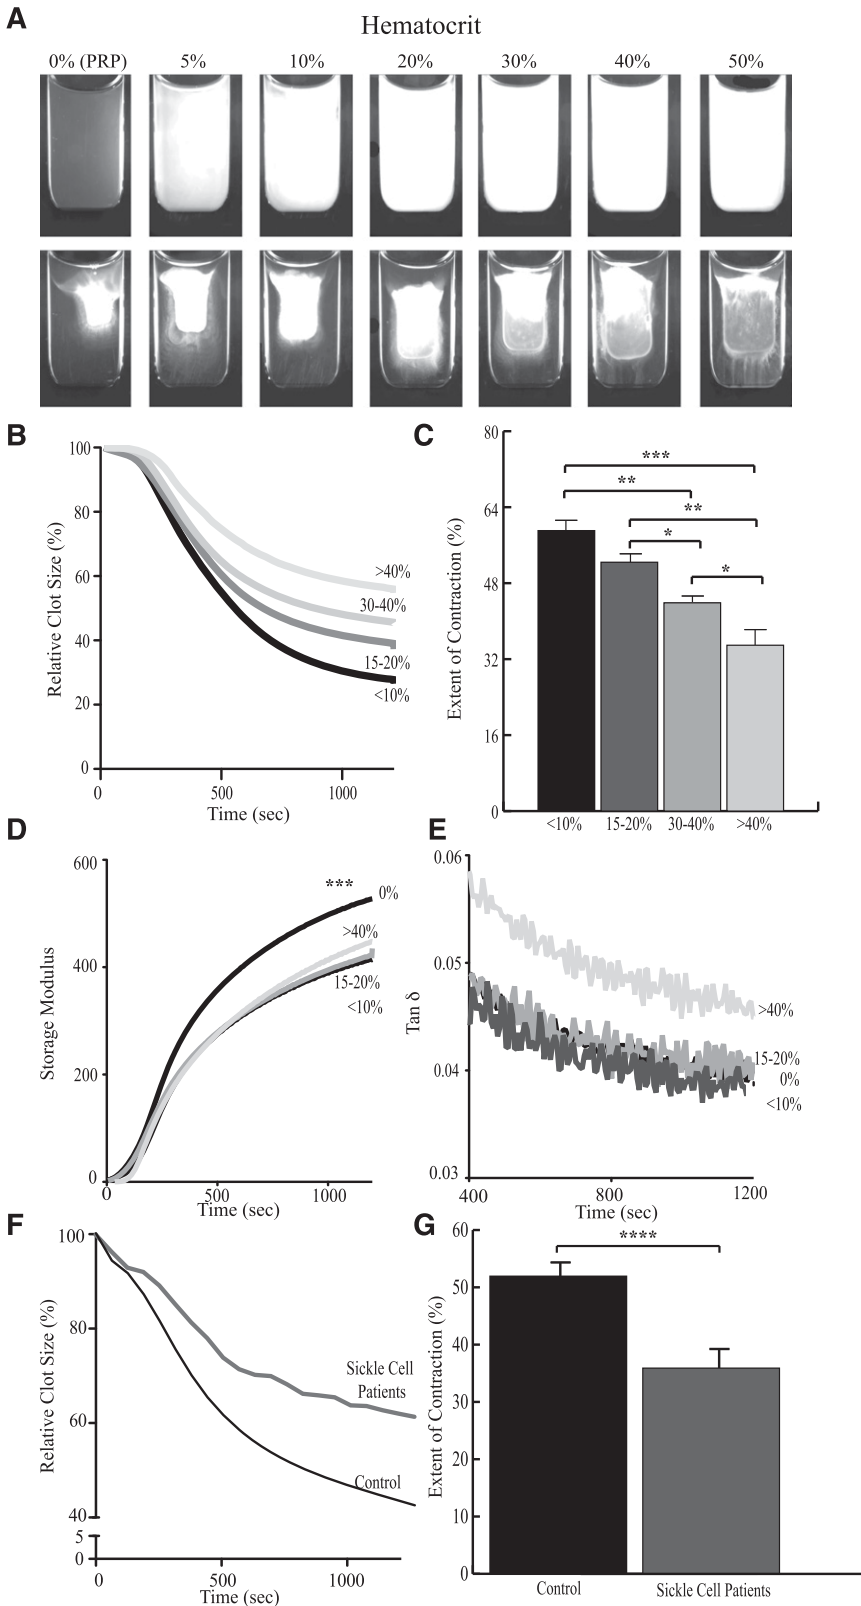 A
Hematocrit
0% (PRP) 5% 10% 20% 30% 40% 50%
B
Relative Clot Size (%)
100
80
60
40
20
0
>40%
30-40%
15-20%
<10%
0 500 1000
Time (sec)
C
Extent of Contraction (%)
80
64
48
32
16
0
***
**
**
*
*
<10% 15-20% 30-40% >40%
D
Storage Modulus
600
400
200
0
***
0%
>40%
15-20%
<10%
0 500 1000
Time (sec)
E
Tan δ
0.06
0.05
0.04
0.03
>40%
15-20%
0%
<10%
400 800 1200
Time (sec)
F
Relative Clot Size (%)
100
80
60
40
5
0
Sickle Cell
Patients
Control
0 500 1000
Time (sec)
G
Extent of Contraction (%)
60
50
40
30
20
10
0
****
Control Sickle Cell Patients